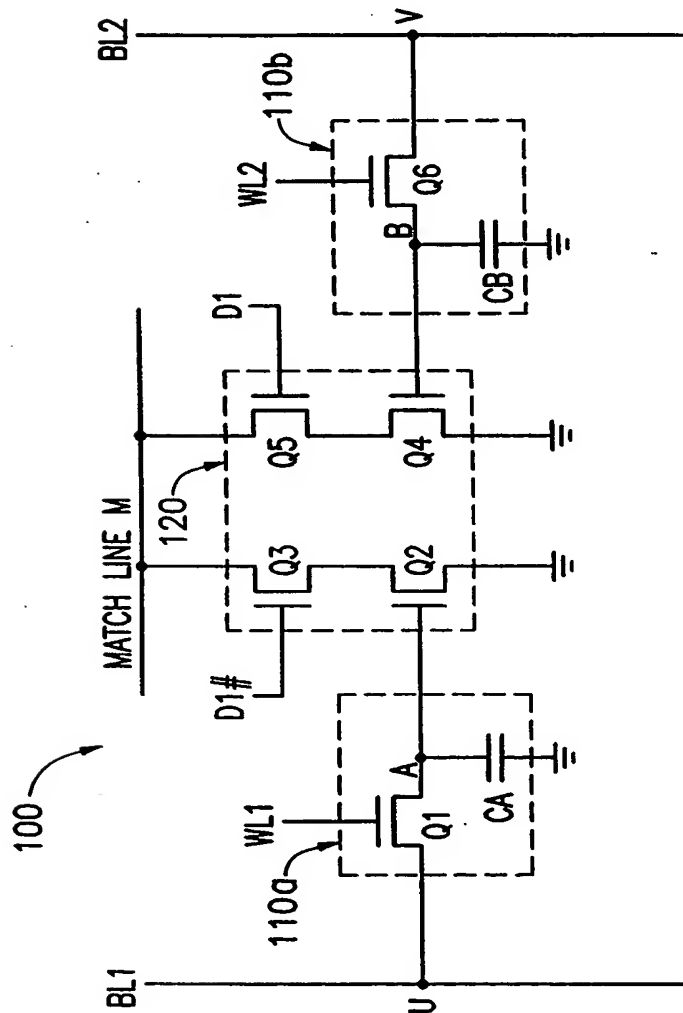 100
BL1
BL2
MATCH LINE M
120
D1#
D1
Q3
Q5
Q2
Q4
110a
WL1
WL2
110b
A
B
Q1
Q6
CA
CB
U
V